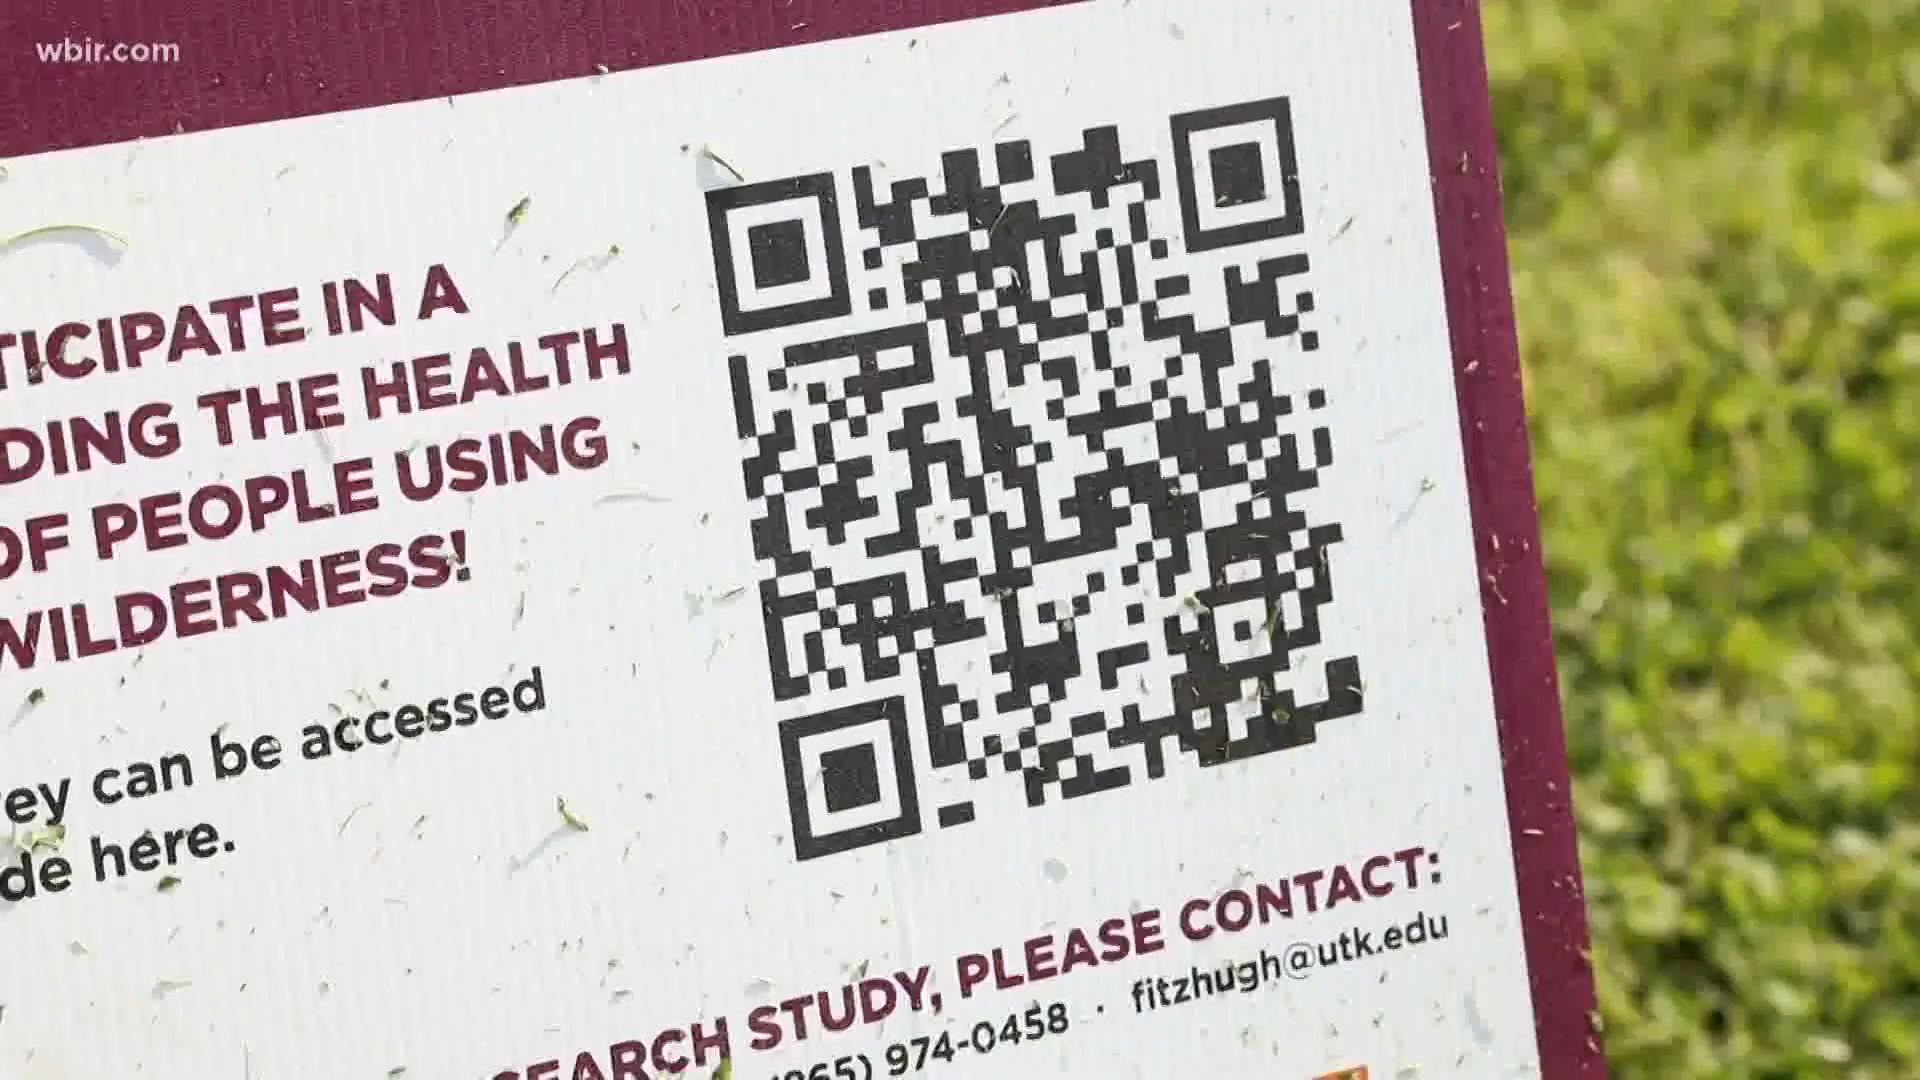 wbir.com
TICIPATE IN A
DING THE HEALTH
OF PEOPLE USING
WILDERNESS!
ey can be accessed
de here.
SEARCH STUDY, PLEASE CONTACT:
(865) 974-0458 · fitzhugh@utk.edu